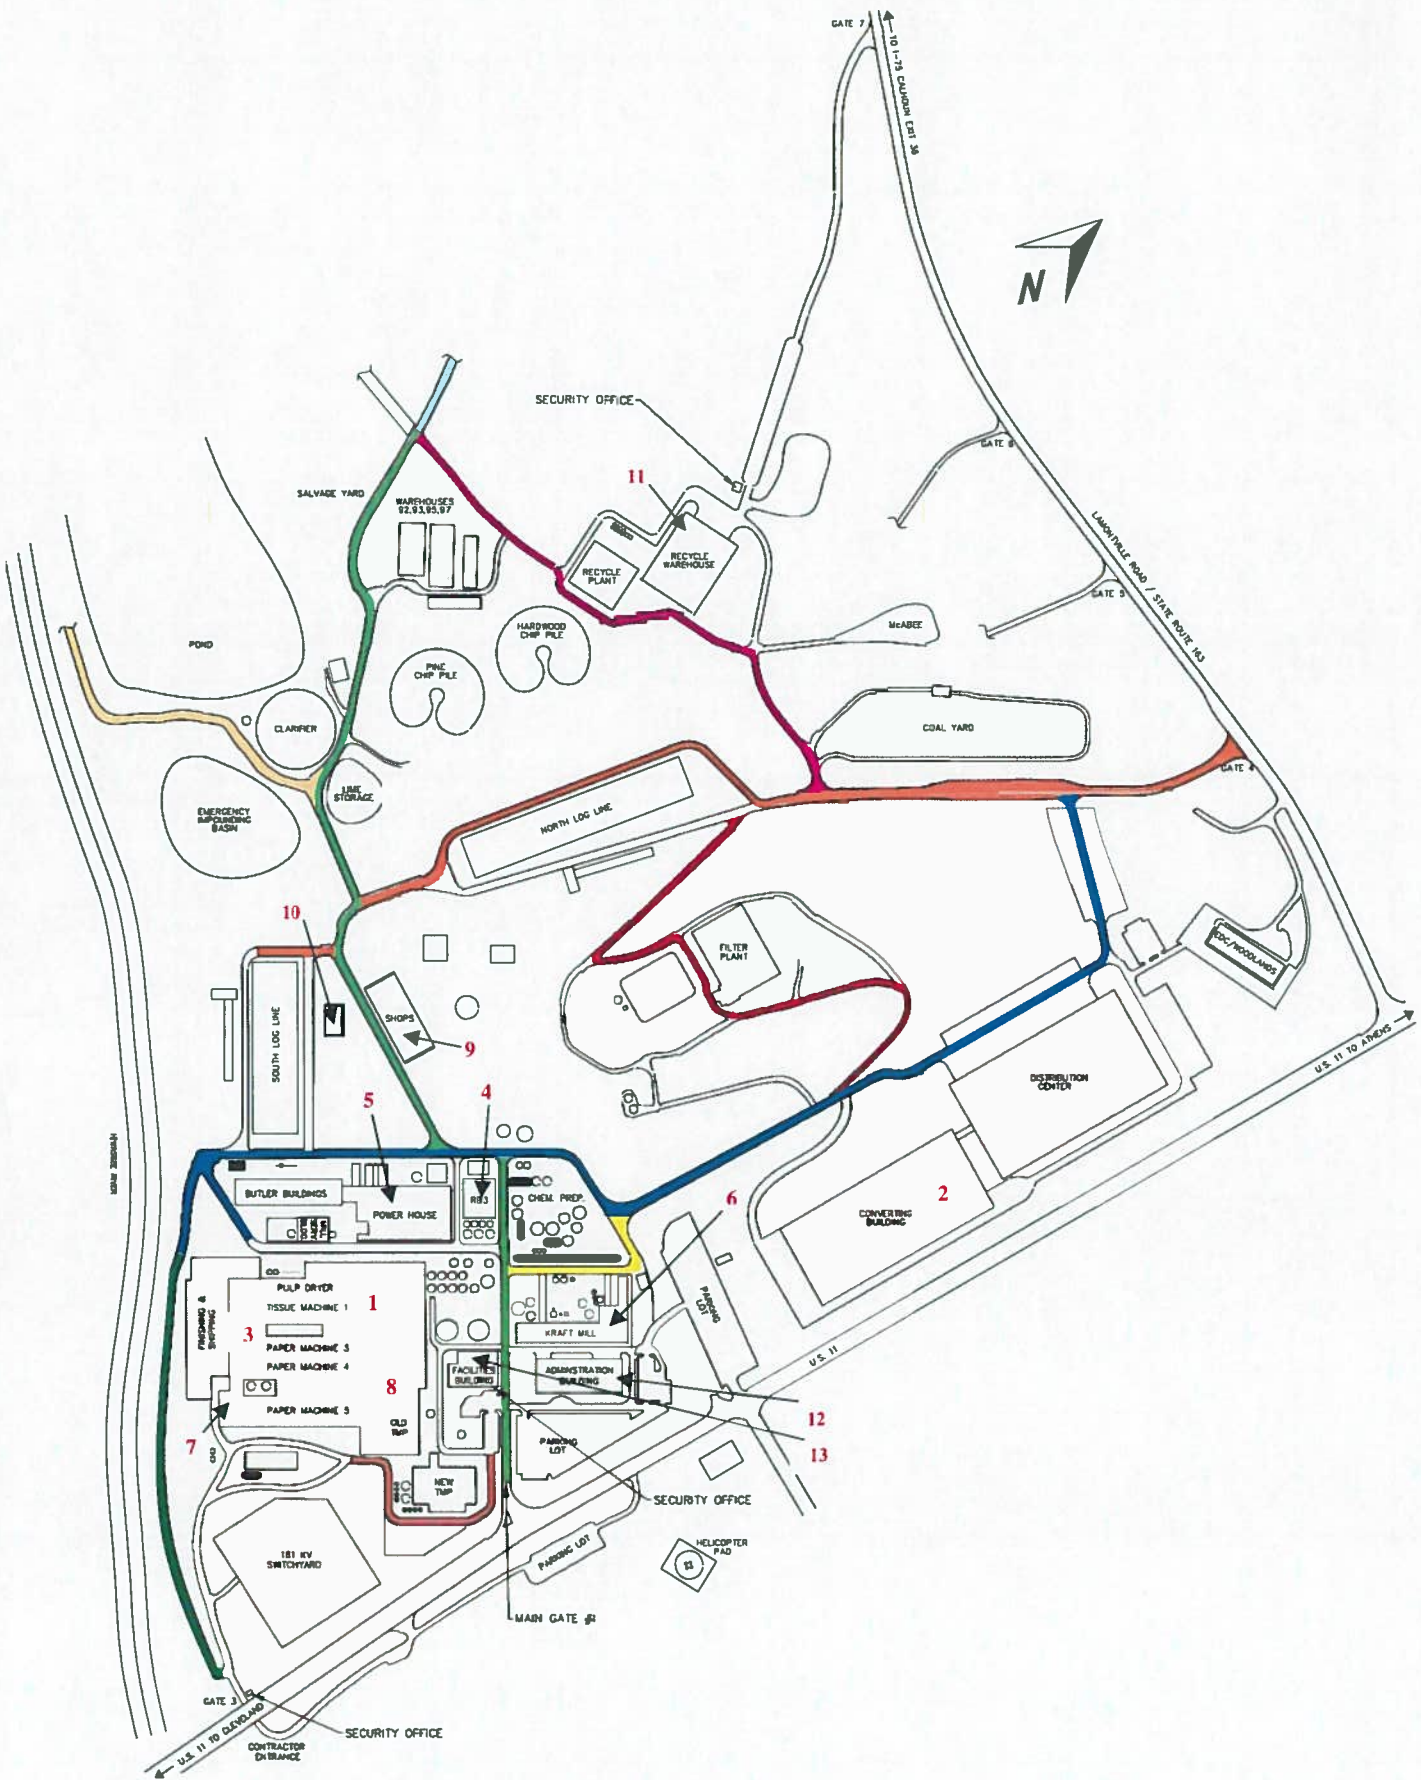 GATE 7
TO I-75 CALHOUN EXIT 36
N
SECURITY OFFICE
GATE 6
11
SALVAGE YARD
WAREHOUSES
92,93,95,97
LAMONTVILLE ROAD / STATE ROUTE 163
RECYCLE
WAREHOUSE
RECYCLE
PLANT
GATE 5
HARDWOOD
CHIP PILE
McABEE
POND
PINE
CHIP PILE
CLARIFIER
COAL YARD
GATE 4
LIME
STORAGE
EMERGENCY
IMPOUNDING
BASIN
NORTH LOG LINE
10
FILTER
PLANT
CDC/WOODLANDS
SHOPS
9
SOUTH LOG LINE
U.S. 11 TO ATHENS
DISTRIBUTION
CENTER
5
4
HIWASSEE RIVER
BUTLER BUILDINGS
POWER HOUSE
RB3
CHEM. PREP.
6
2
CONVERTING
BUILDING
PULP DRYER
TISSUE MACHINE 1
1
FINISHING &
SHIPPING
3
PARKING
LOT
KRAFT MILL
PAPER MACHINE 3
PAPER MACHINE 4
U.S. 11
FACILITIES
BUILDING
ADMINSTRATION
BUILDING
8
PAPER MACHINE 5
OLD
TMP
12
7
PARKING
LOT
13
NEW
TMP
SECURITY OFFICE
161 KV
SWITCHYARD
PARKING LOT
HELICOPTER
PAD
MAIN GATE #1
GATE 3
SECURITY OFFICE
U.S. 11 TO CLEVELAND
CONTRACTOR
ENTRANCE